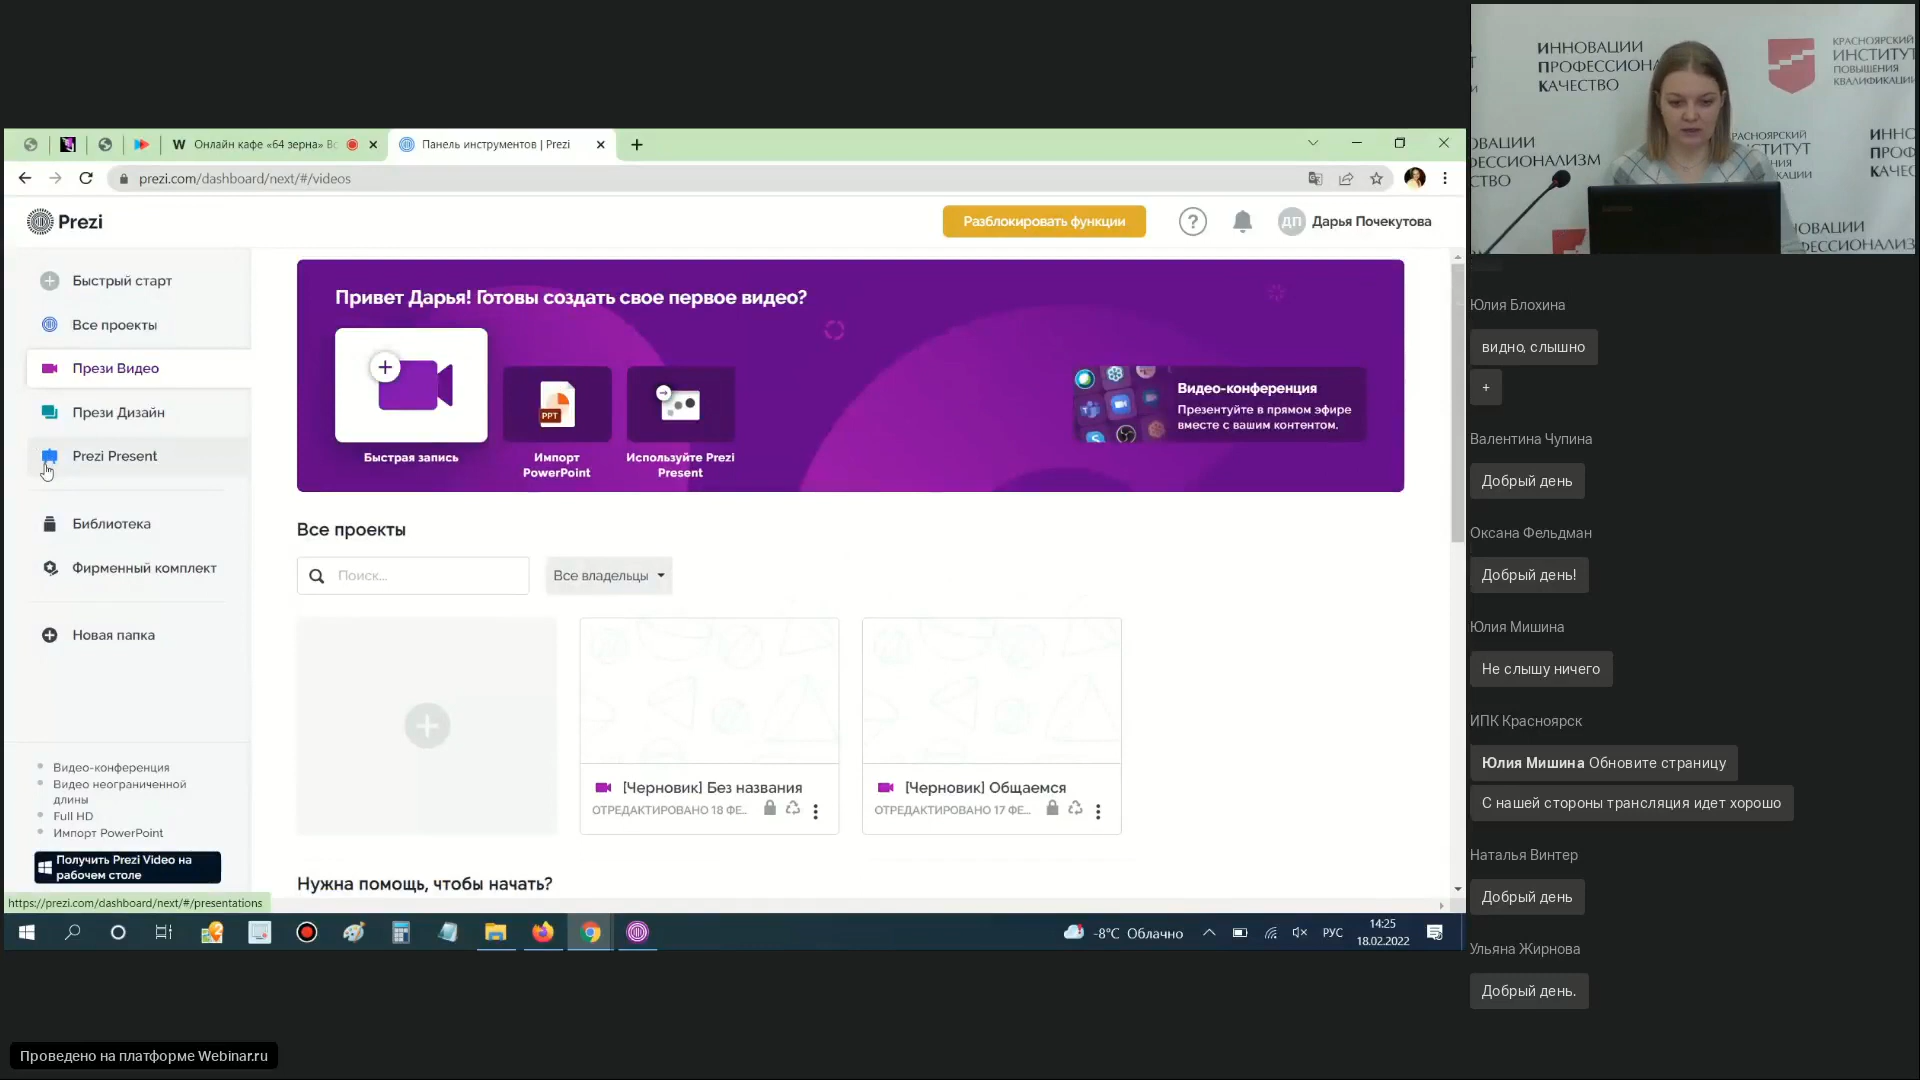 Онлайн кафе «64 зерна» Вс
Панель инструментов | Prezi
prezi.com/dashboard/next/#/videos
Prezi
Разблокировать функции
?
ДП
Дарья Почекутова
Быстрый старт
Все проекты
Прези Видео
Прези Дизайн
Prezi Present
Библиотека
Фирменный комплект
Новая папка
Видео-конференция
Видео неограниченной
длины
Full HD
Импорт PowerPoint
Получить Prezi Video на
рабочем столе
https://prezi.com/dashboard/next/#/presentations
Привет Дарья! Готовы создать свое первое видео?
Быстрая запись
PPT
Импорт
PowerPoint
Используйте Prezi
Present
Видео-конференция
Презентуйте в прямом эфире
вместе с вашим контентом.
Все проекты
Поиск...
Все владельцы
[Черновик] Без названия
ОТРЕДАКТИРОВАНО 18 ФЕ...
[Черновик] Общаемся
ОТРЕДАКТИРОВАНО 17 ФЕ...
Нужна помощь, чтобы начать?
-8°C Облачно
РУС
14:25
18.02.2022
ИННОВАЦИИ
ПРОФЕССИОНА
КАЧЕСТВО
КРАСНОЯРСКИЙ
ИНСТИТУТ
ПОВЫШЕНИЯ
КВАЛИФИКАЦИИ
Юлия Блохина
видно, слышно
+
Валентина Чупина
Добрый день
Оксана Фельдман
Добрый день!
Юлия Мишина
Не слышу ничего
ИПК Красноярск
Юлия Мишина Обновите страницу
С нашей стороны трансляция идет хорошо
Наталья Винтер
Добрый день
Ульяна Жирнова
Добрый день.
Проведено на платформе Webinar.ru